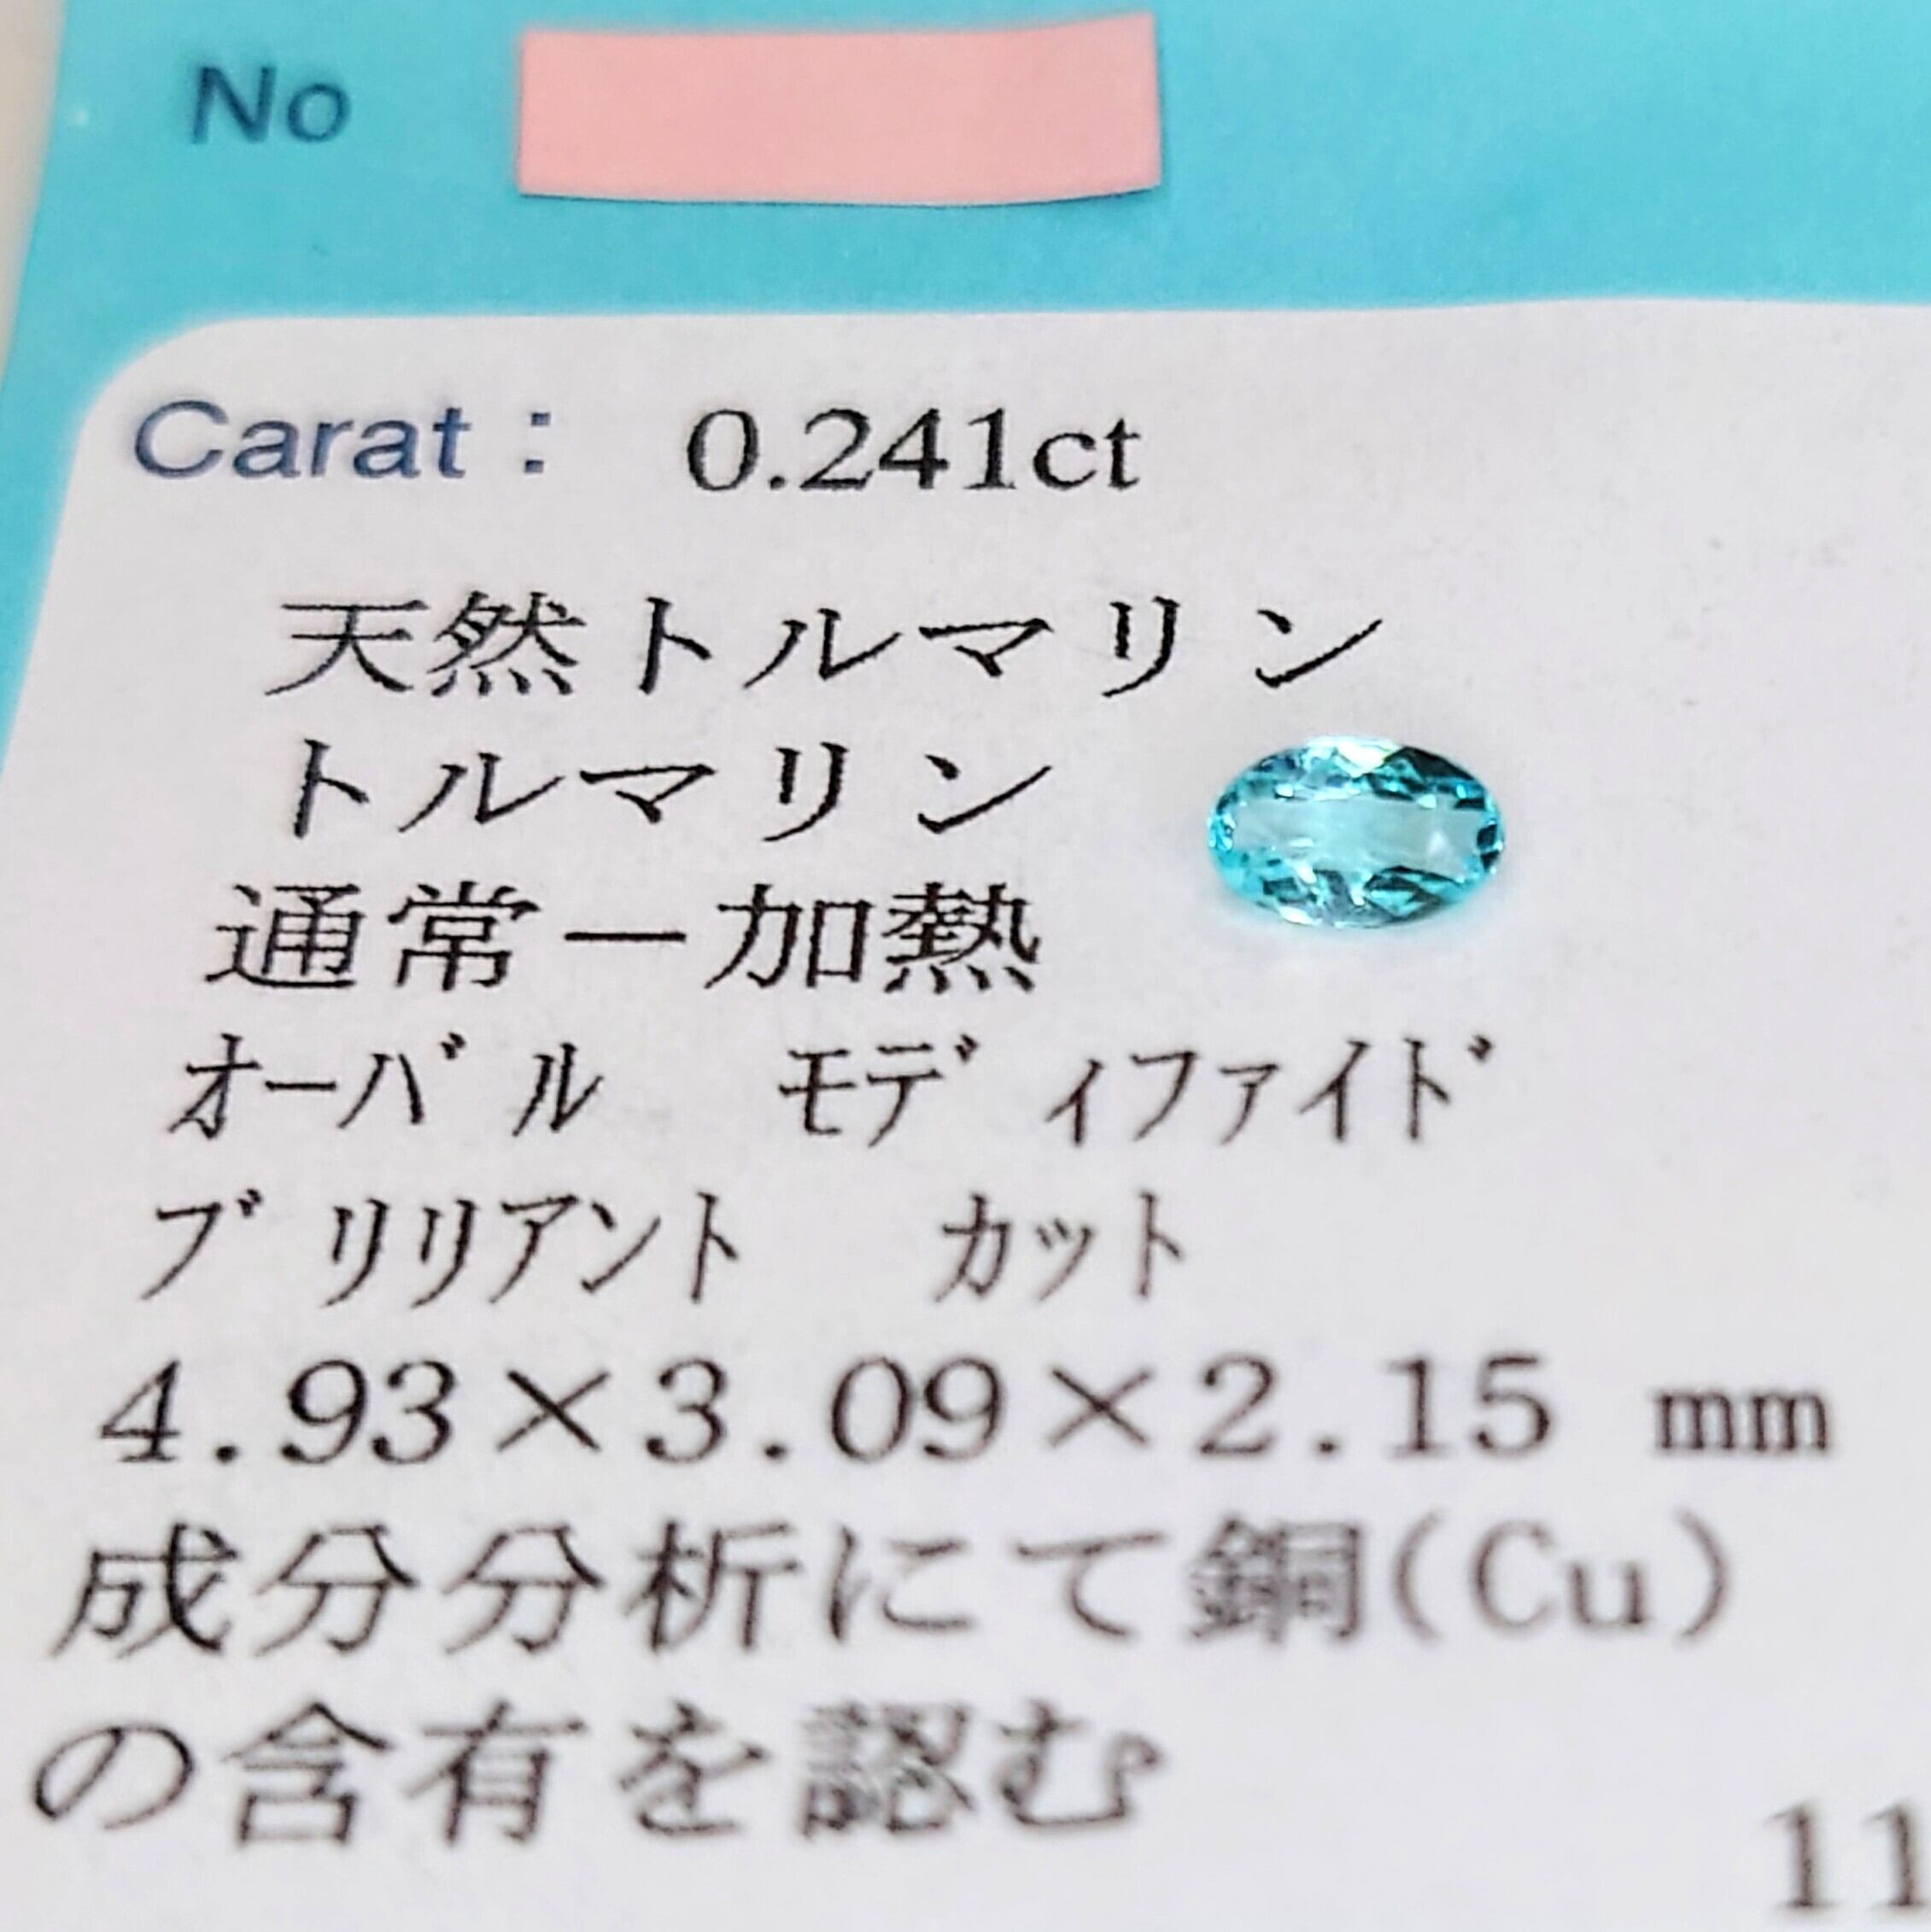 No
Carat： 0.241ct
天然トルマリン
トルマリン
通常―加熱
ｵｰﾊﾞﾙ ﾓﾃﾞｨﾌｧｲﾄﾞ
ﾌﾞﾘﾘｱﾝﾄ ｶｯﾄ
4.93×3.09×2.15 mm
成分分析にて銅(Cu)
の含有を認む
11